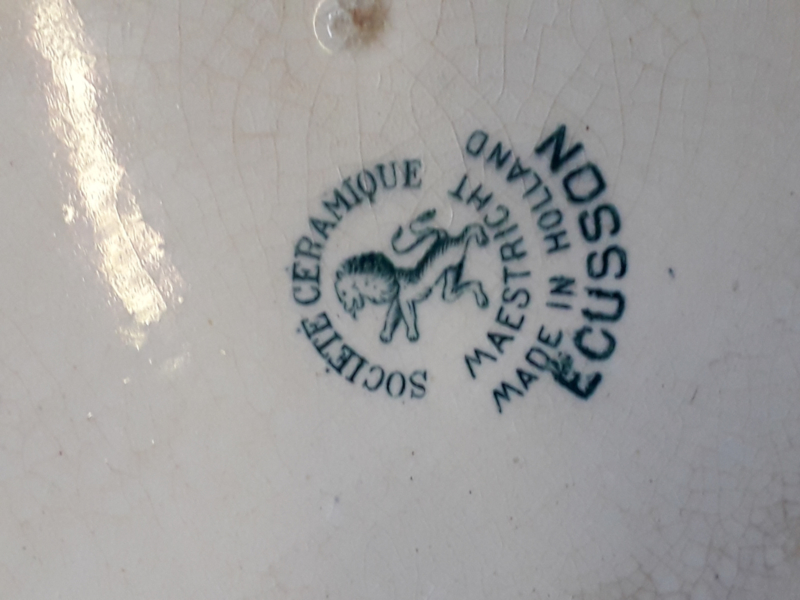 SOCIÉTÉ CÉRAMIQUE
MAESTRICHT
MADE IN HOLLAND
ECUSSON